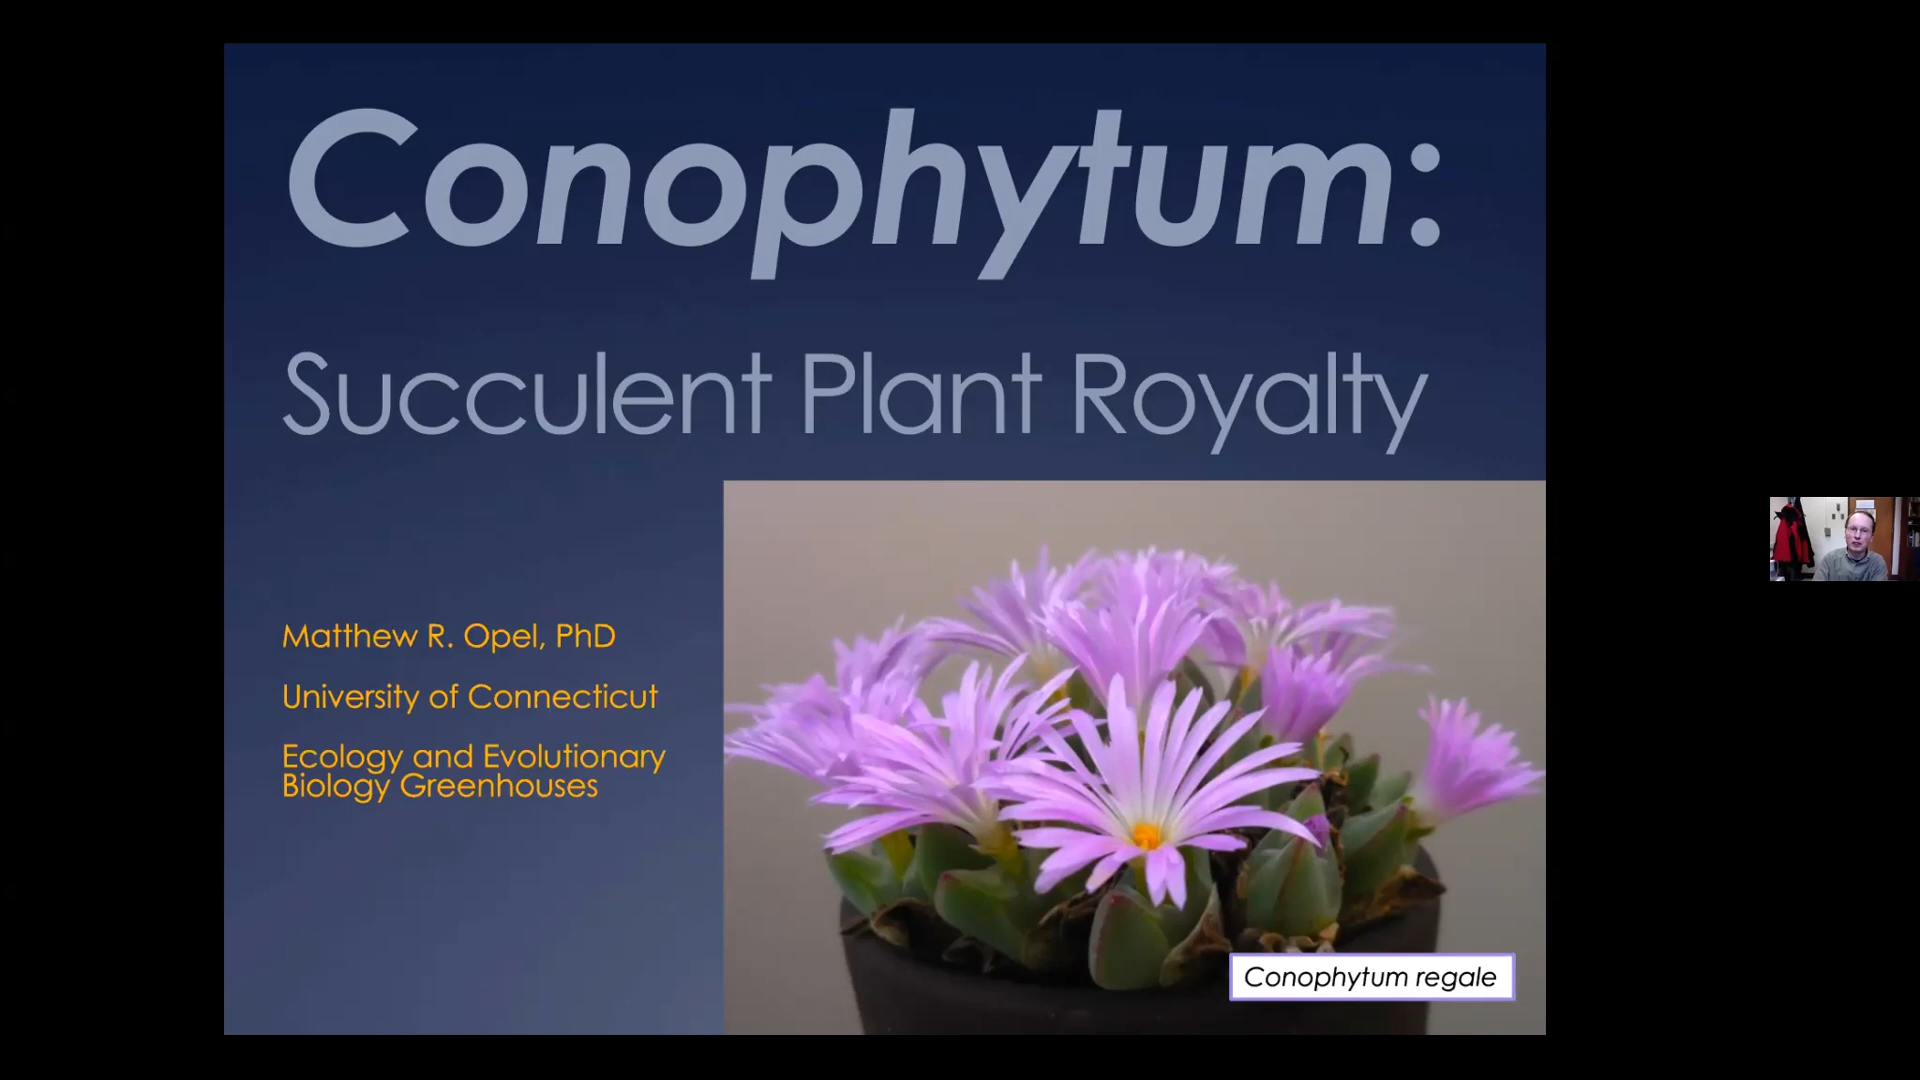 Conophytum:
Succulent Plant Royalty
Matthew R. Opel, PhD
University of Connecticut
Ecology and Evolutionary
Biology Greenhouses
Conophytum regale